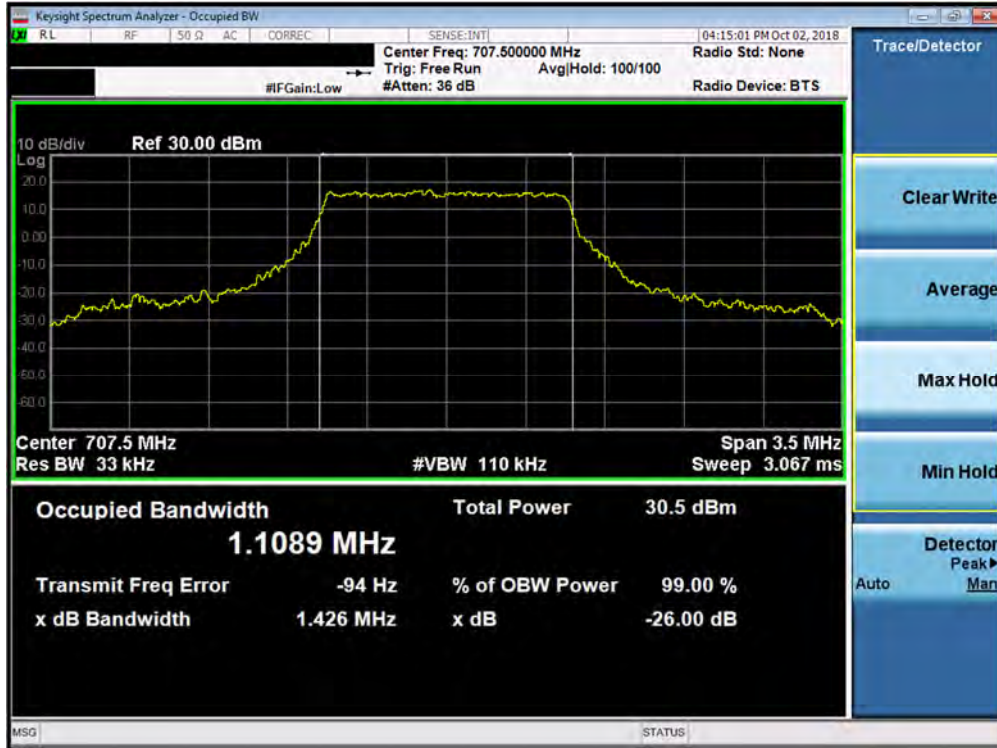 Keysight Spectrum Analyzer - Occupied BW
LXI RL RF 50 Ω AC CORREC SENSE:INT 04:15:01 PM Oct 02, 2018
Center Freq: 707.500000 MHz Radio Std: None
Trig: Free Run Avg|Hold: 100/100
#IFGain:Low #Atten: 36 dB Radio Device: BTS
Trace/Detector
10 dB/div Ref 30.00 dBm
Log
20.0
10.0
0.00
-10.0
-20.0
-30.0
-40.0
-50.0
-60.0
Center 707.5 MHz Span 3.5 MHz
Res BW 33 kHz #VBW 110 kHz Sweep 3.067 ms
Clear Write
Average
Max Hold
Min Hold
Detector
Peak▶
Auto Man
Occupied Bandwidth Total Power 30.5 dBm
1.1089 MHz
Transmit Freq Error -94 Hz % of OBW Power 99.00 %
x dB Bandwidth 1.426 MHz x dB -26.00 dB
MSG STATUS